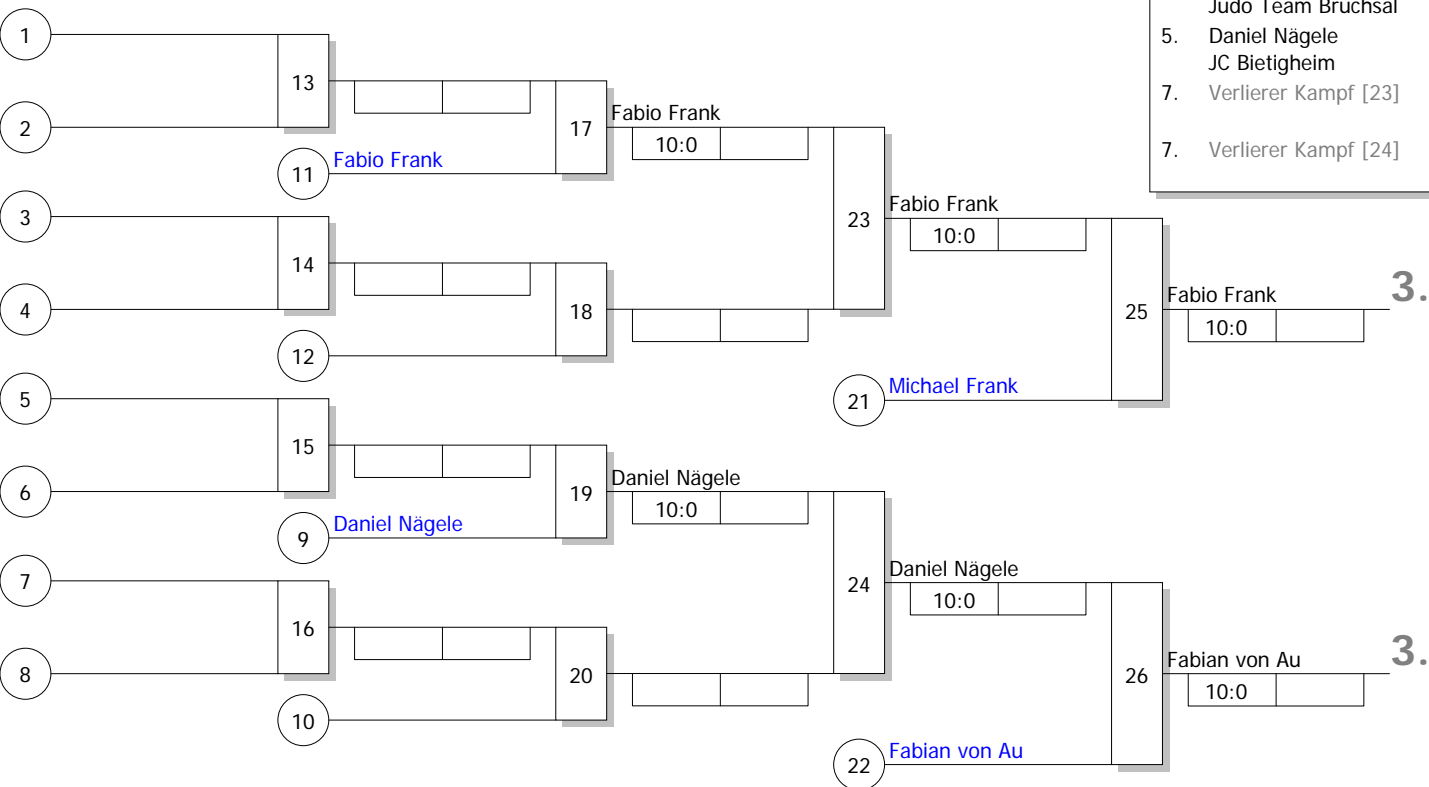 Judo Team Bruchsal
5. Daniel Nägele
JC Bietigheim
7. Verlierer Kampf [23]
7. Verlierer Kampf [24]
1
13
2
17
Fabio Frank
10:0
11
Fabio Frank
3
14
4
18
12
23
Fabio Frank
10:0
25
Fabio Frank
10:0
3.
21
Michael Frank
5
15
6
19
Daniel Nägele
10:0
9
Daniel Nägele
7
16
8
20
10
24
Daniel Nägele
10:0
26
Fabian von Au
10:0
3.
22
Fabian von Au